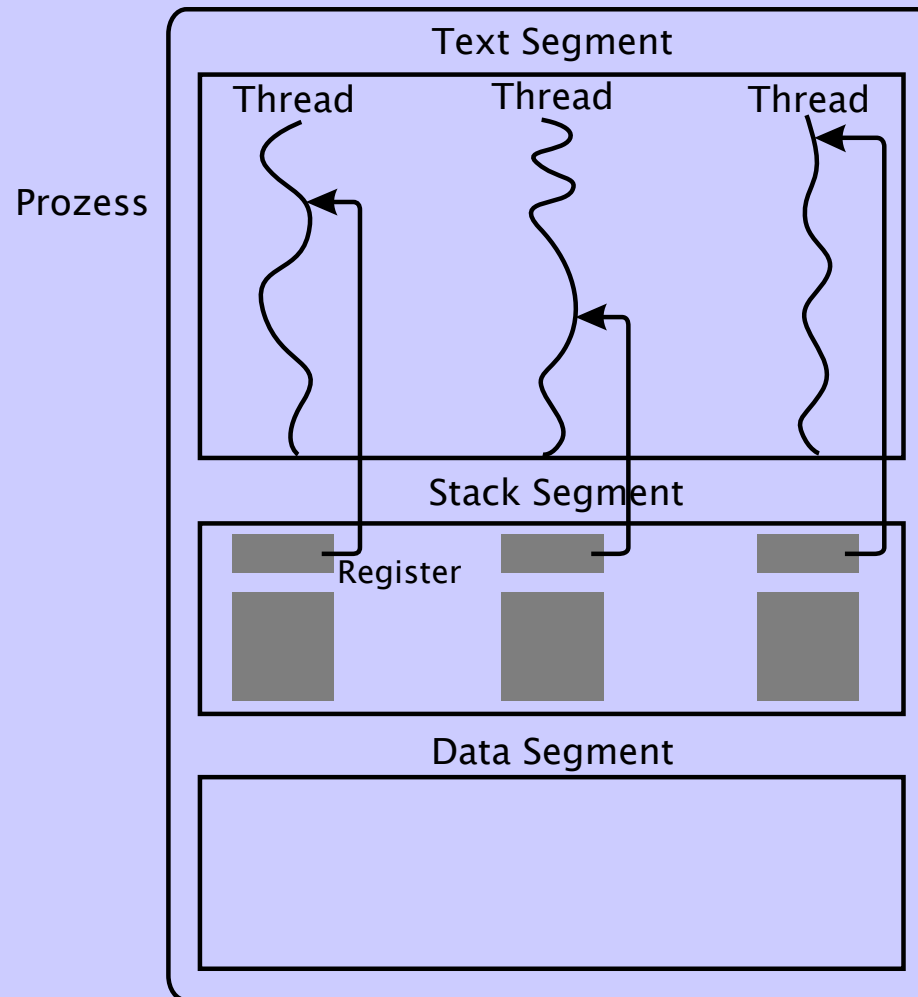 Text Segment
Thread Thread Thread
Prozess
Stack Segment
Register
Data Segment